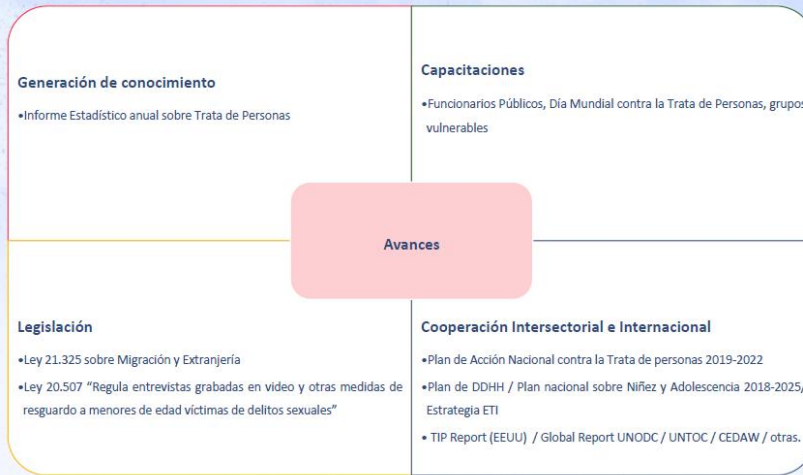 Generación de conocimiento
•Informe Estadístico anual sobre Trata de Personas
Capacitaciones
•Funcionarios Públicos, Día Mundial contra la Trata de Personas, grupos
vulnerables
Avances
Legislación
•Ley 21.325 sobre Migración y Extranjería
•Ley 20.507 “Regula entrevistas grabadas en video y otras medidas de
resguardo a menores de edad víctimas de delitos sexuales”
Cooperación Intersectorial e Internacional
•Plan de Acción Nacional contra la Trata de personas 2019-2022
•Plan de DDHH / Plan nacional sobre Niñez y Adolescencia 2018-2025/
Estrategia ETI
• TIP Report (EEUU) / Global Report UNODC / UNTOC / CEDAW / otras.